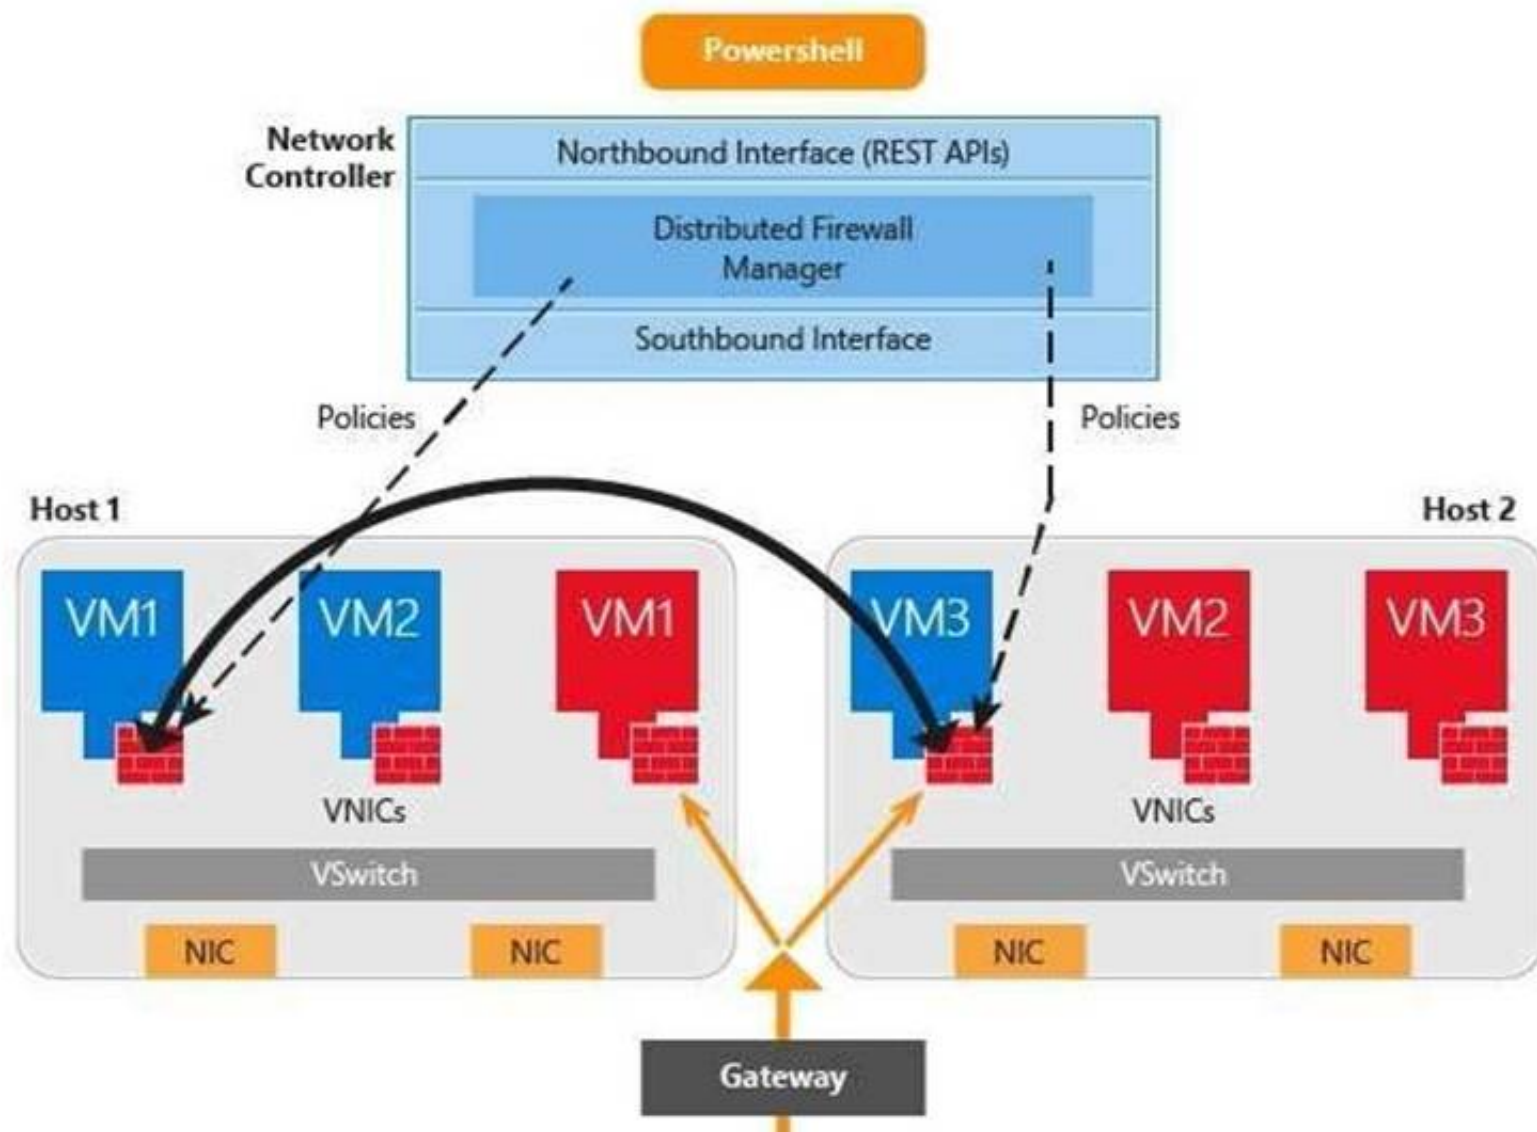 Powershell
Network
Controller
Northbound Interface (REST APIs)
Distributed Firewall
Manager
Southbound Interface
Policies
Policies
Host 1
Host 2
VM1
VM2
VM1
VM3
VM2
VM3
VNICs
VNICs
VSwitch
VSwitch
NIC
NIC
NIC
NIC
Gateway